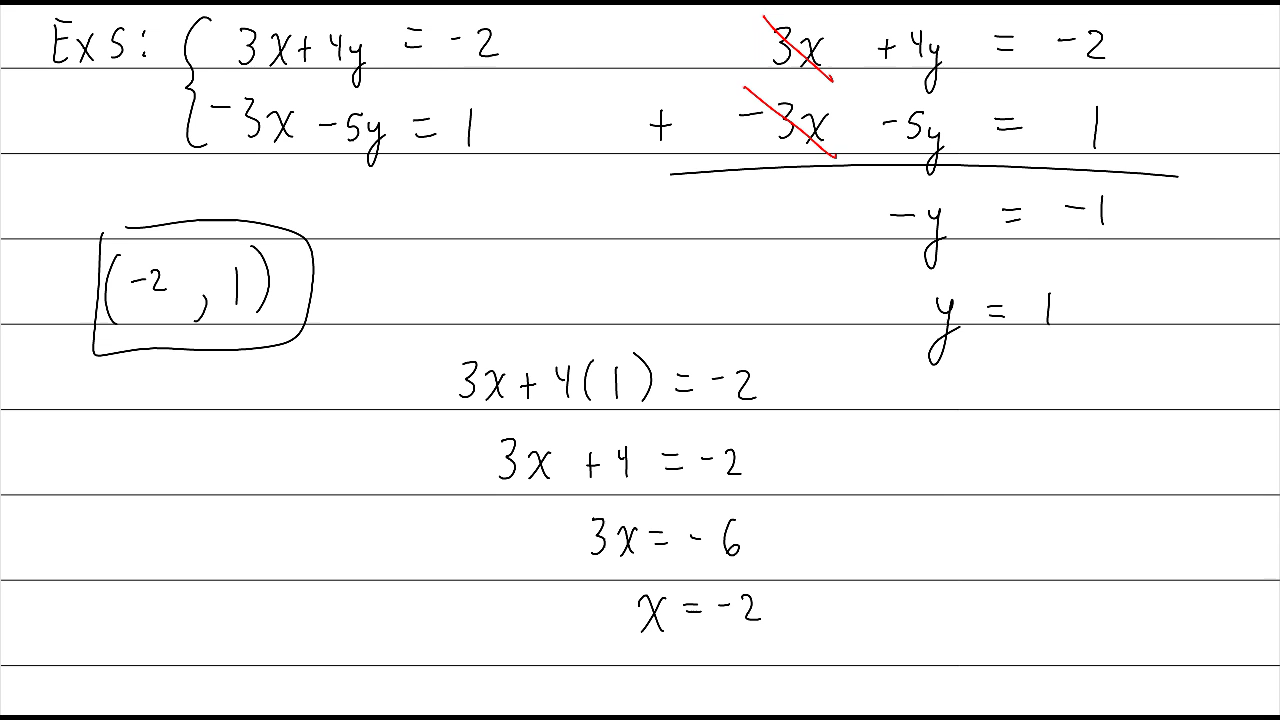 Ex 5: { 3x + 4y = -2
-3x - 5y = 1
3x + 4y = -2
+ -3x - 5y = 1
-y = -1
y = 1
3x + 4(1) = -2
3x + 4 = -2
3x = -6
x = -2
(-2, 1)